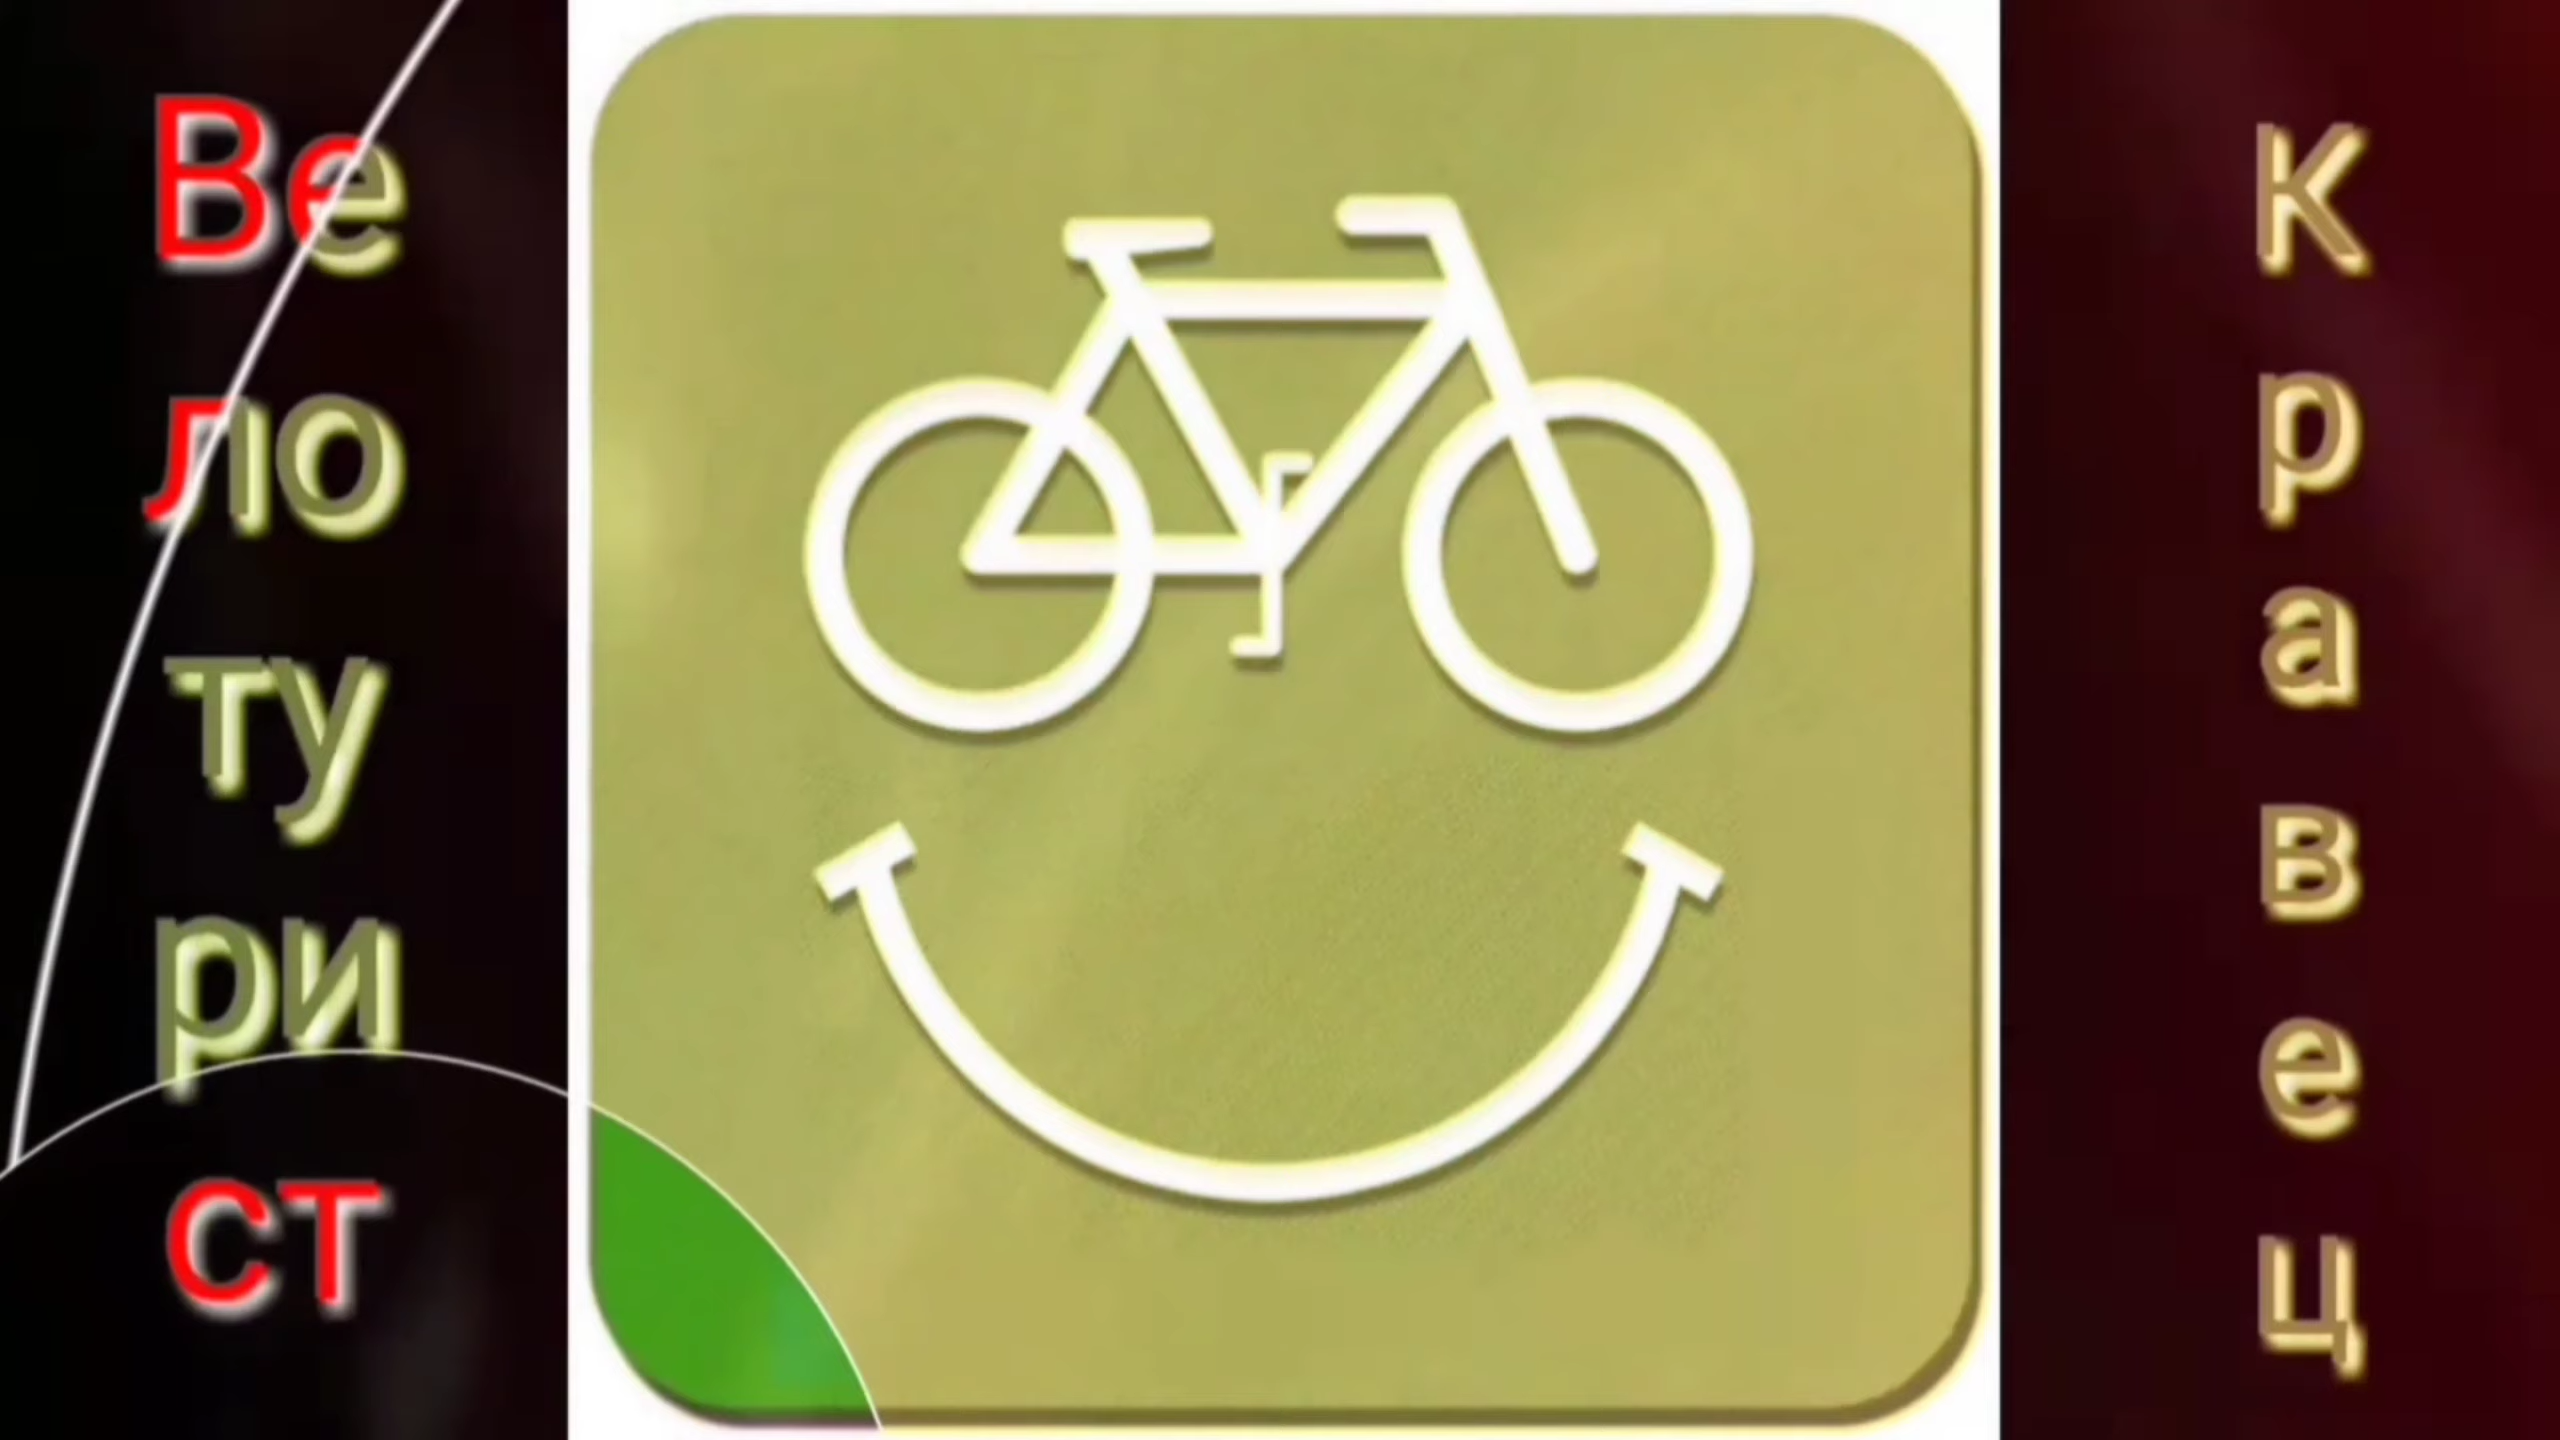 Ве
ло
ту
ри
ст
К
р
а
в
е
ц